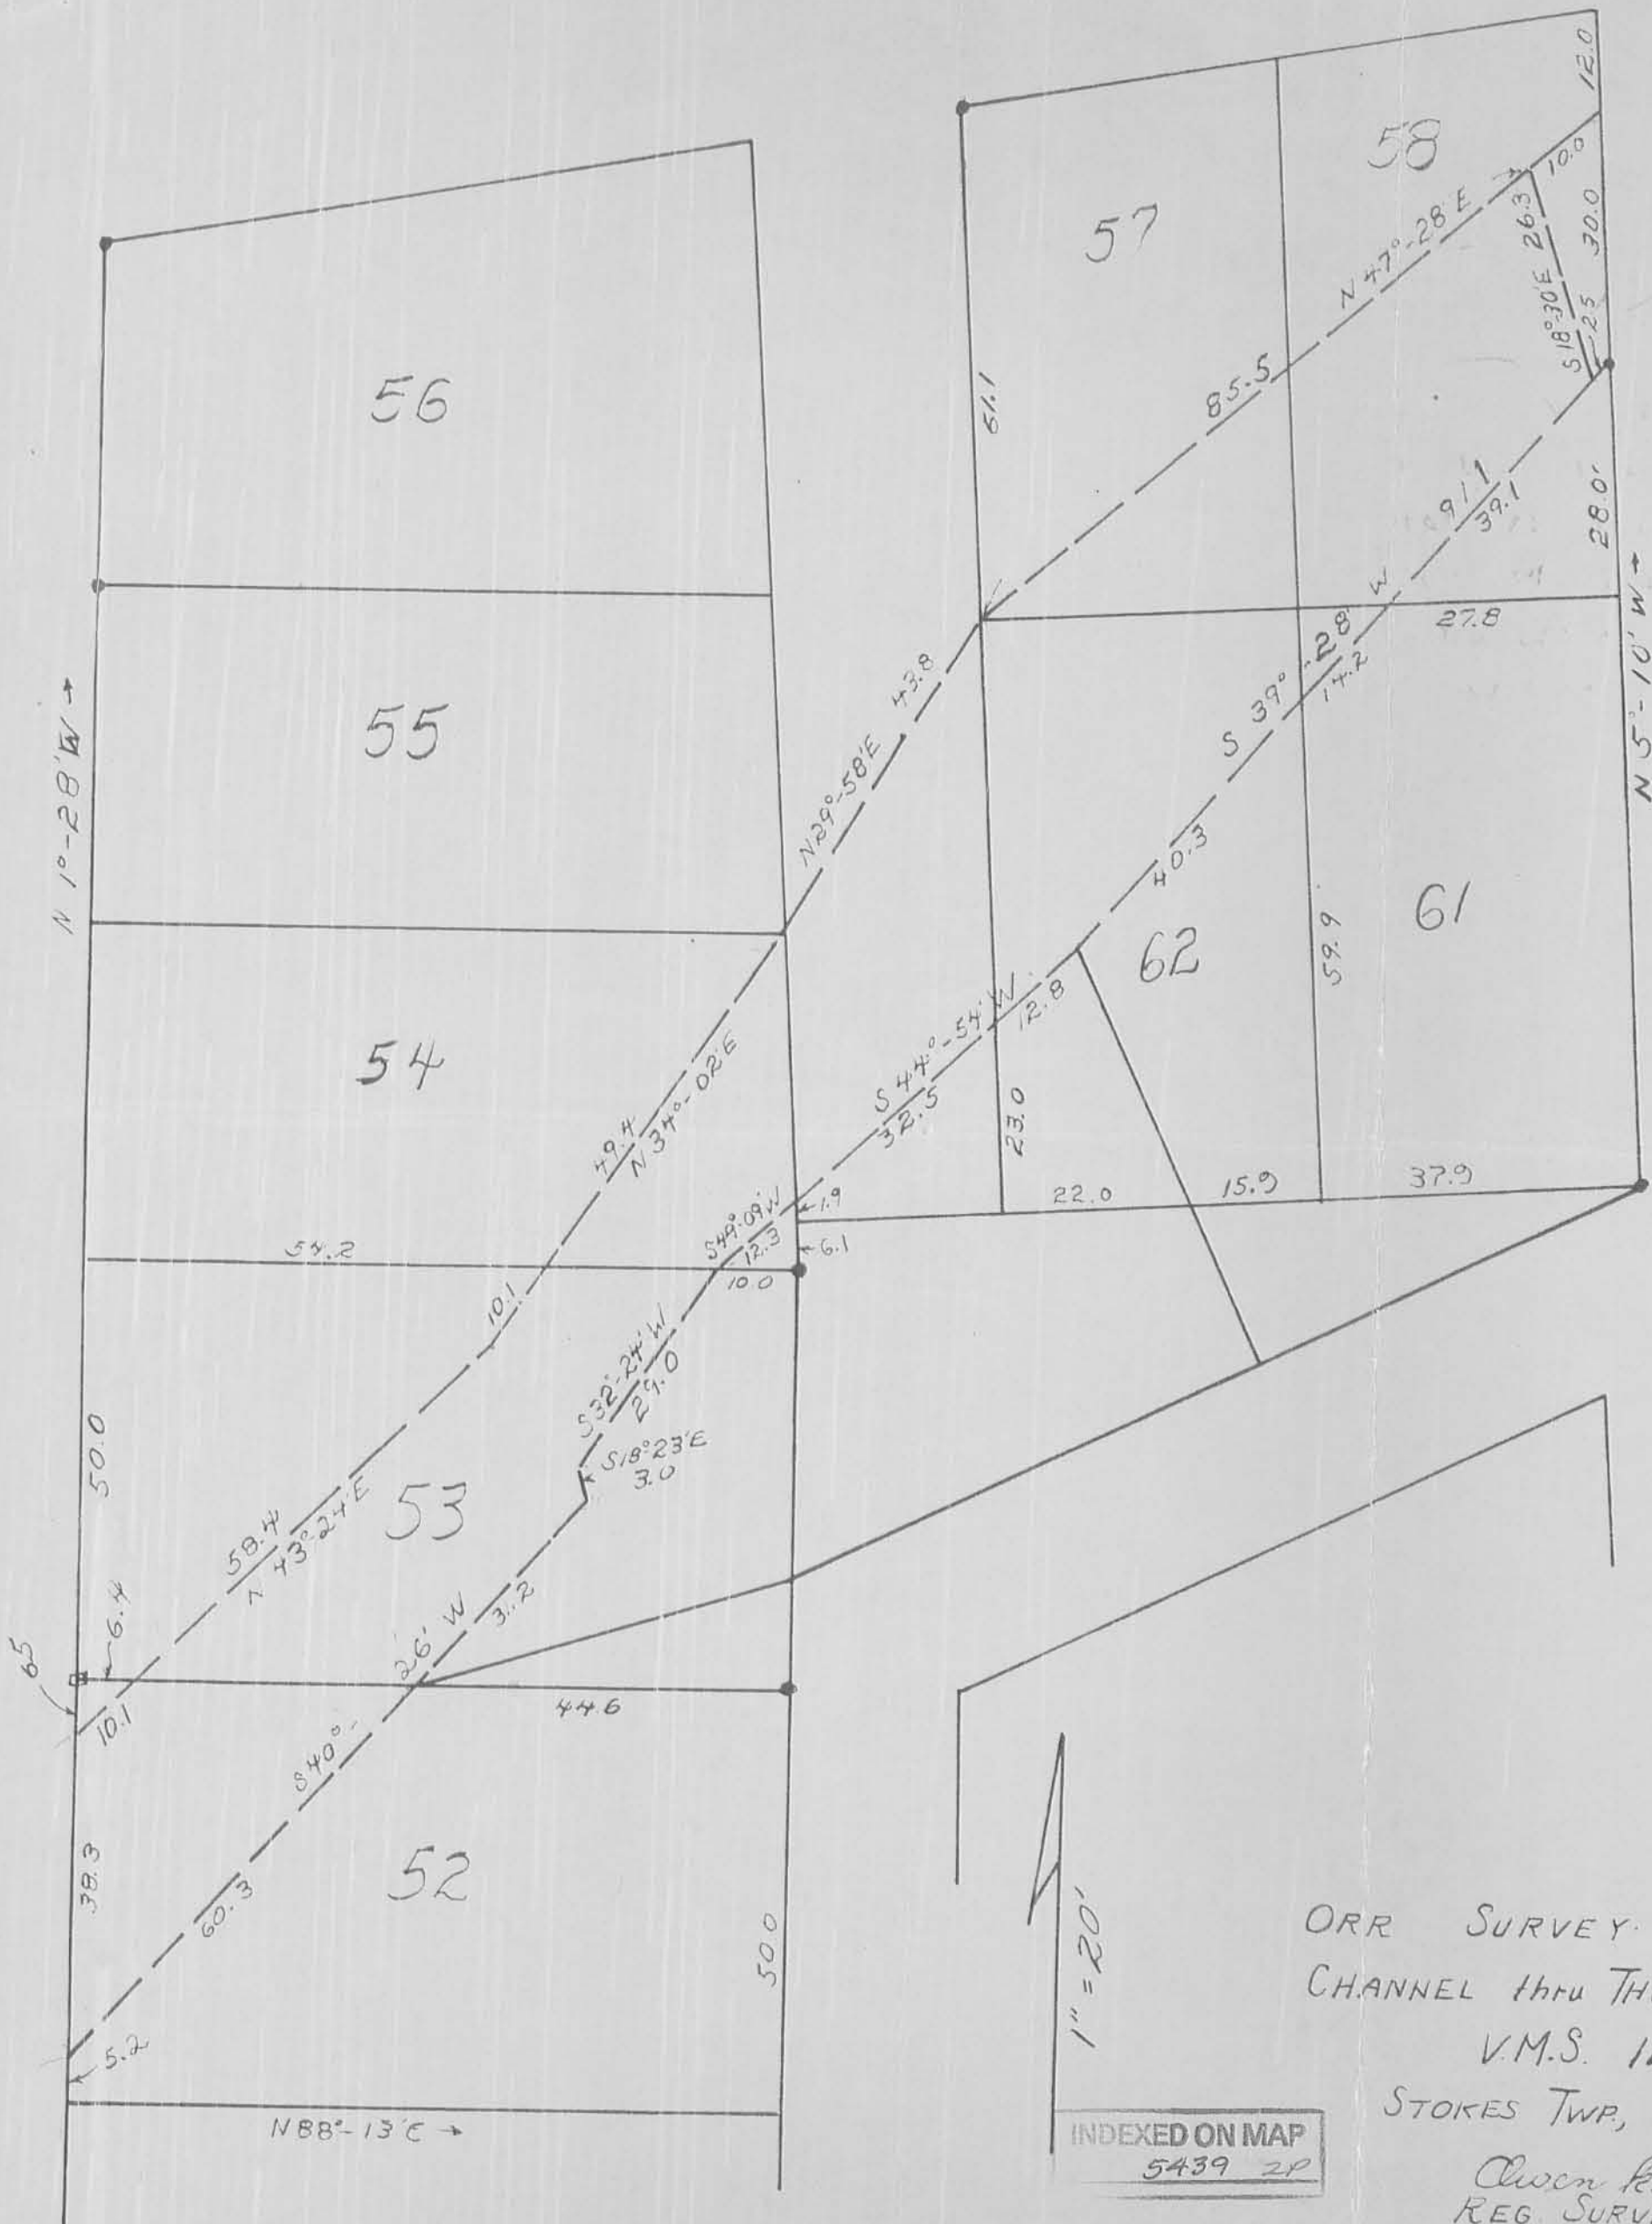 12.0
58
10.0
57
N 47°-28'E
26.3
30.0
S18°30'E
25
61.1
85.5
56
91.1
39.1
28.0'
27.8
N 5°-10' W →
S 39°-28' W
14.2
43.8
N29°-58'E
55
N 1°-28' W →
40.3
61
62
59.9
54
S 44°-54' W
12.8
32.5
49.4
N 34°-02'E
23.0
22.0
15.9
37.9
S49°-09'W
12.3
1.9
6.1
54.2
10.0
10.1
S32°-24' W
29.0
S18°23'E
3.0
50.0
53
58.4
N 43°-24'E
6.4
65
10.1
S40°-26' W
31.2
44.6
52
38.3
60.3
50.0
5.2
N88°-13'E →
1" = 20'
ORR SURVEY
CHANNEL thru
V.M.S.
STOKES TWP.,
INDEXED ON MAP
5439 2P
Owen
REG. SURV